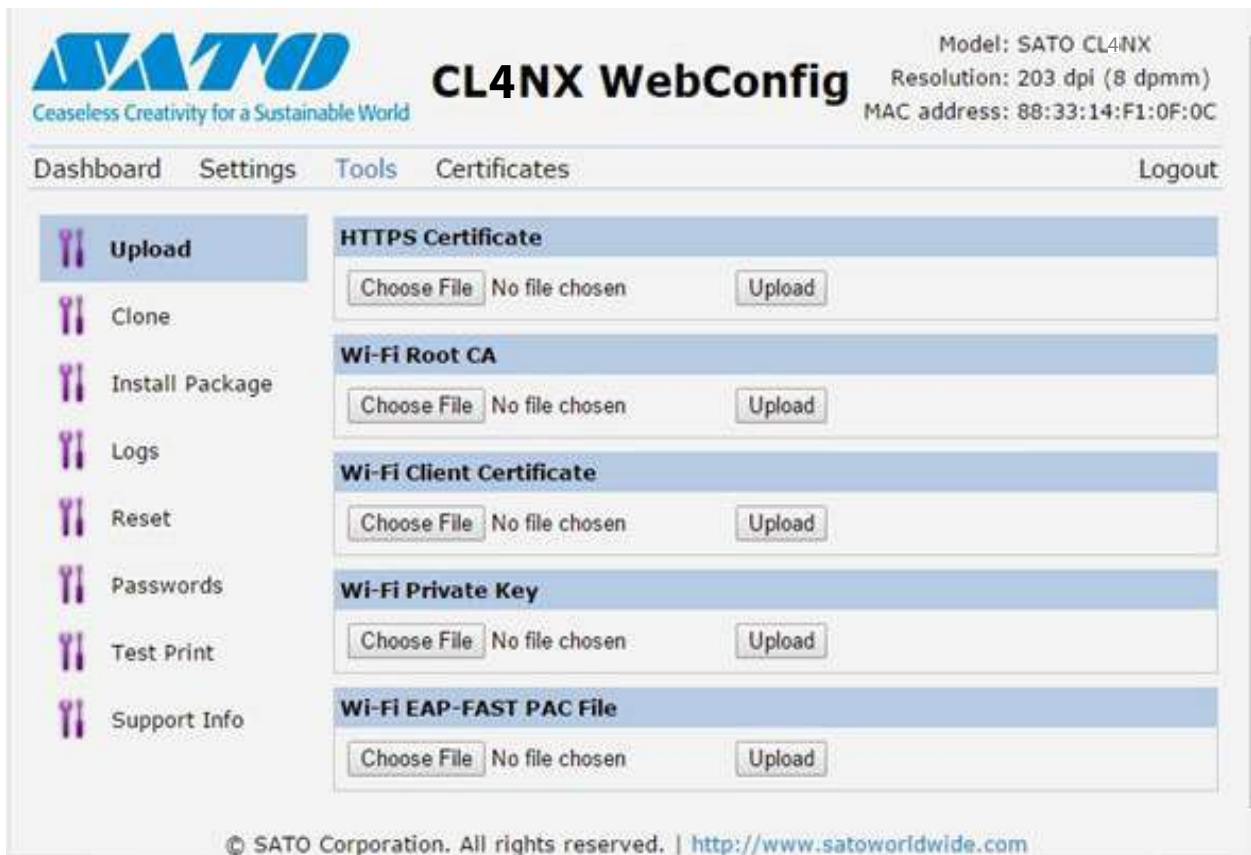 SATO
Ceaseless Creativity for a Sustainable World
CL4NX WebConfig
Model: SATO CL4NX
Resolution: 203 dpi (8 dpmm)
MAC address: 88:33:14:F1:0F:0C
Dashboard Settings Tools Certificates Logout
Upload
Clone
Install Package
Logs
Reset
Passwords
Test Print
Support Info
HTTPS Certificate
Choose File No file chosen Upload
Wi-Fi Root CA
Choose File No file chosen Upload
Wi-Fi Client Certificate
Choose File No file chosen Upload
Wi-Fi Private Key
Choose File No file chosen Upload
Wi-Fi EAP-FAST PAC File
Choose File No file chosen Upload
© SATO Corporation. All rights reserved. | http://www.satoworldwide.com